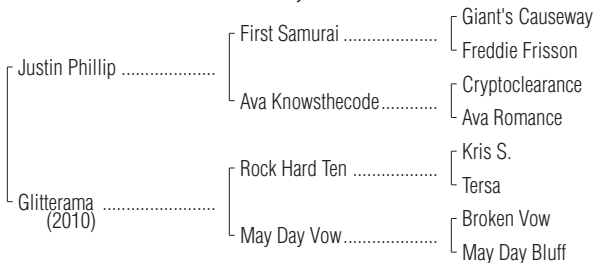 Giant's Causeway
First Samurai ...................
Freddie Frisson
Justin Phillip ...................
Cryptoclearance
Ava Knowsthecode............
Ava Romance
Kris S.
Rock Hard Ten .................
Tersa
Glitterama .......................
(2010)
Broken Vow
May Day Vow...................
May Day Bluff